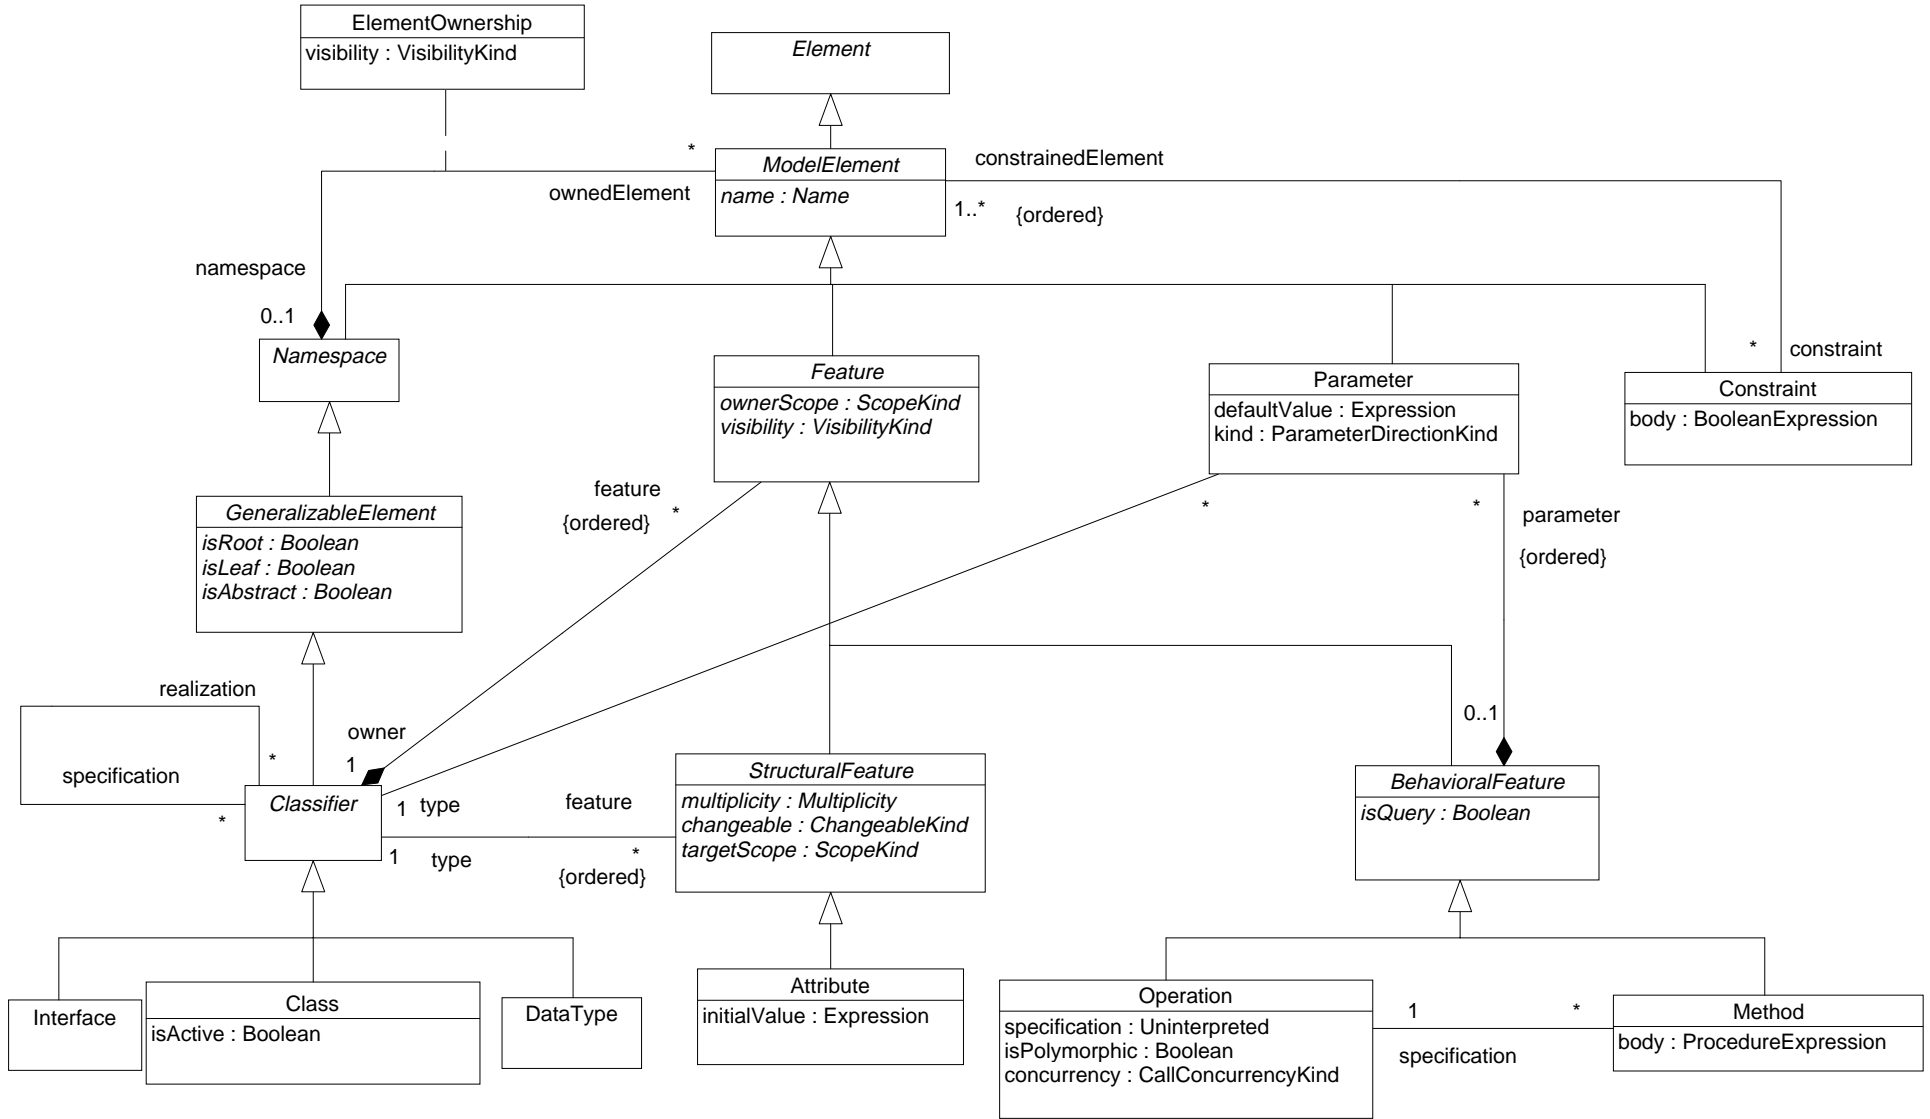 ElementOwnership
visibility : VisibilityKind
Element
*
ownedElement
ModelElement
name : Name
constrainedElement
1..*
{ordered}
namespace
0..1
Namespace
Feature
ownerScope : ScopeKind
visibility : VisibilityKind
Parameter
defaultValue : Expression
kind : ParameterDirectionKind
*
constraint
Constraint
body : BooleanExpression
GeneralizableElement
isRoot : Boolean
isLeaf : Boolean
isAbstract : Boolean
feature
*
{ordered}
*
*
parameter
{ordered}
realization
*
specification
*
owner
1
Classifier
1
type
1
type
feature
*
{ordered}
StructuralFeature
multiplicity : Multiplicity
changeable : ChangeableKind
targetScope : ScopeKind
0..1
BehavioralFeature
isQuery : Boolean
Interface
Class
isActive : Boolean
DataType
Attribute
initialValue : Expression
Operation
specification : Uninterpreted
isPolymorphic : Boolean
concurrency : CallConcurrencyKind
1
*
specification
Method
body : ProcedureExpression